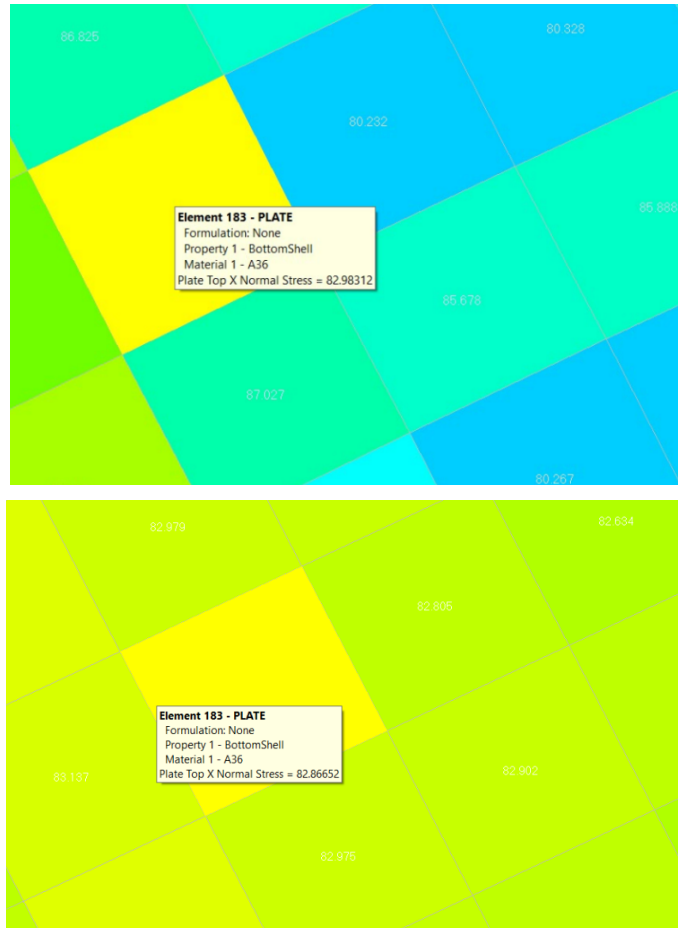 86.825
80.328
80.232
Element 183 - PLATE
Formulation: None
Property 1 - BottomShell
Material 1 - A36
Plate Top X Normal Stress = 82.98312
85.888
85.678
87.027
80.267
82.979
82.634
82.805
Element 183 - PLATE
Formulation: None
Property 1 - BottomShell
Material 1 - A36
Plate Top X Normal Stress = 82.86652
83.137
82.902
82.975